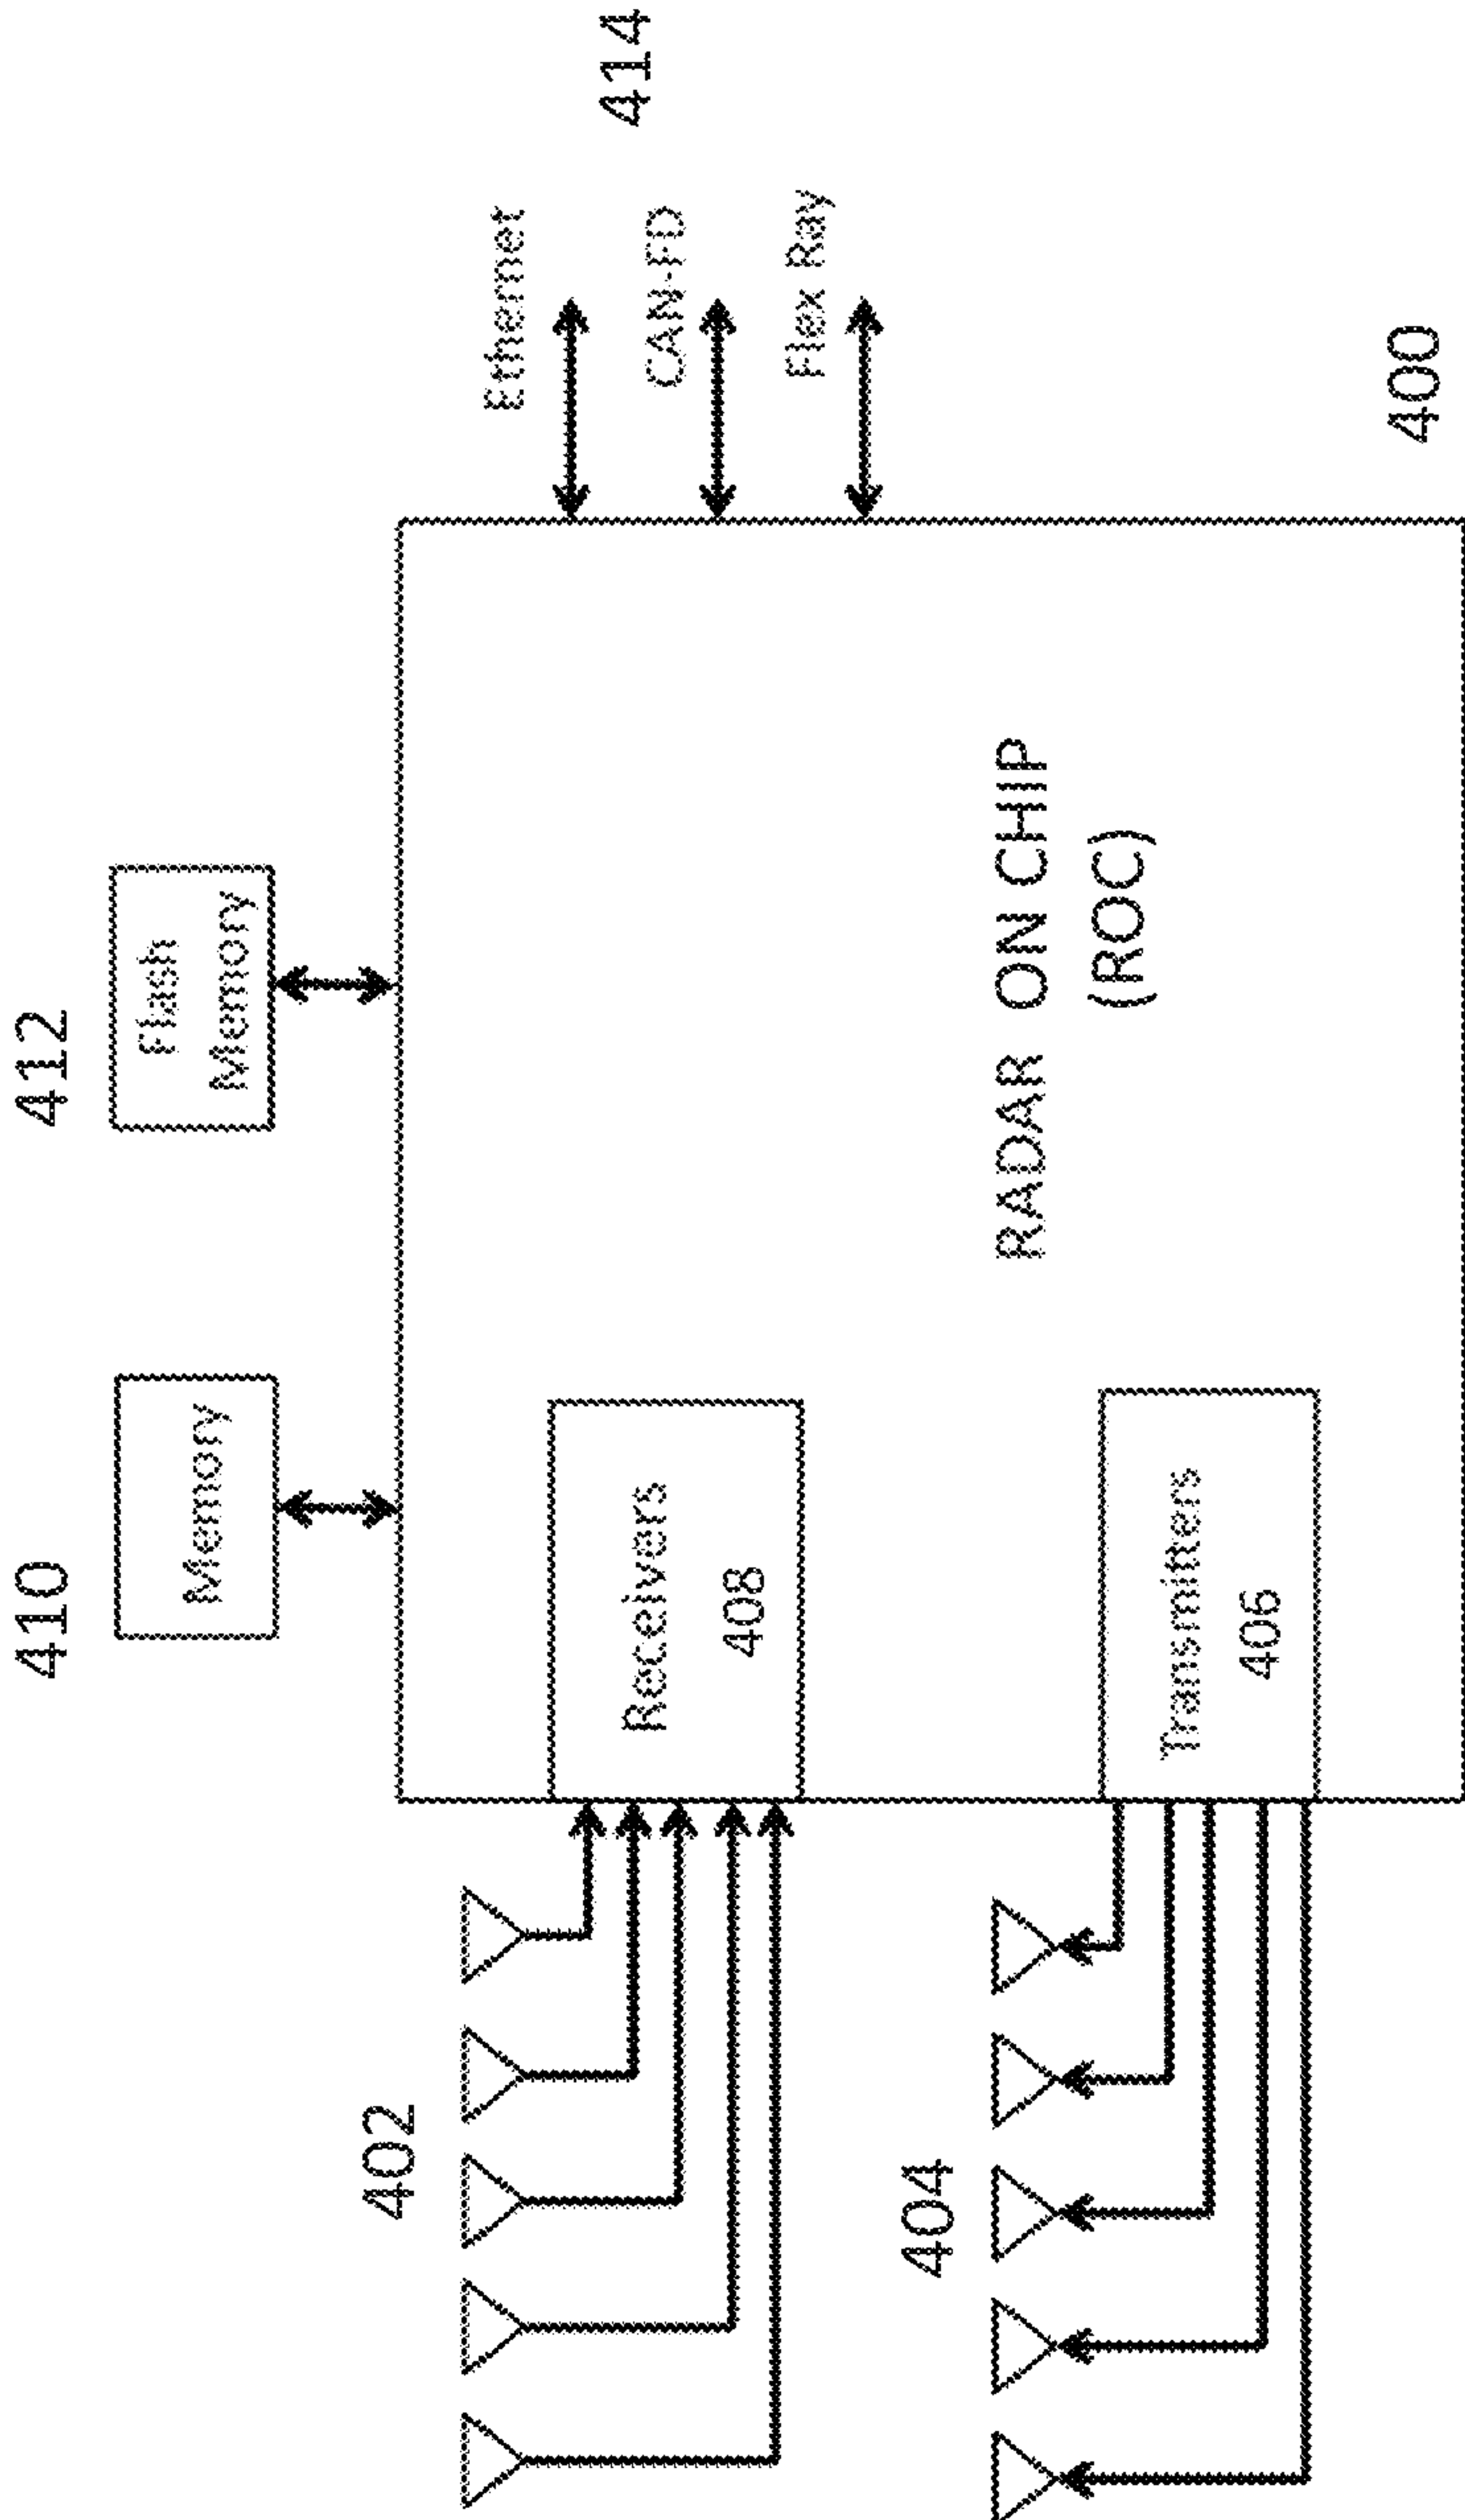 410
412
Memory
Flash
Memory
Ethernet
414
CAN-FD
Flex Ray
402
Receivers
408
RADAR ON CHIP
(ROC)
404
Transmitters
406
400